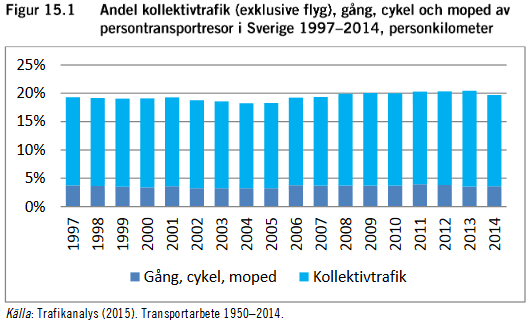 Figur 15.1 Andel kollektivtrafik (exklusive flyg), gång, cykel och moped av
persontransportresor i Sverige 1997–2014, personkilometer
25%
20%
15%
10%
5%
0%
1997 1998 1999 2000 2001 2002 2003 2004 2005 2006 2007 2008 2009 2010 2011 2012 2013 2014
Gång, cykel, moped Kollektivtrafik
Källa: Trafikanalys (2015). Transportarbete 1950–2014.